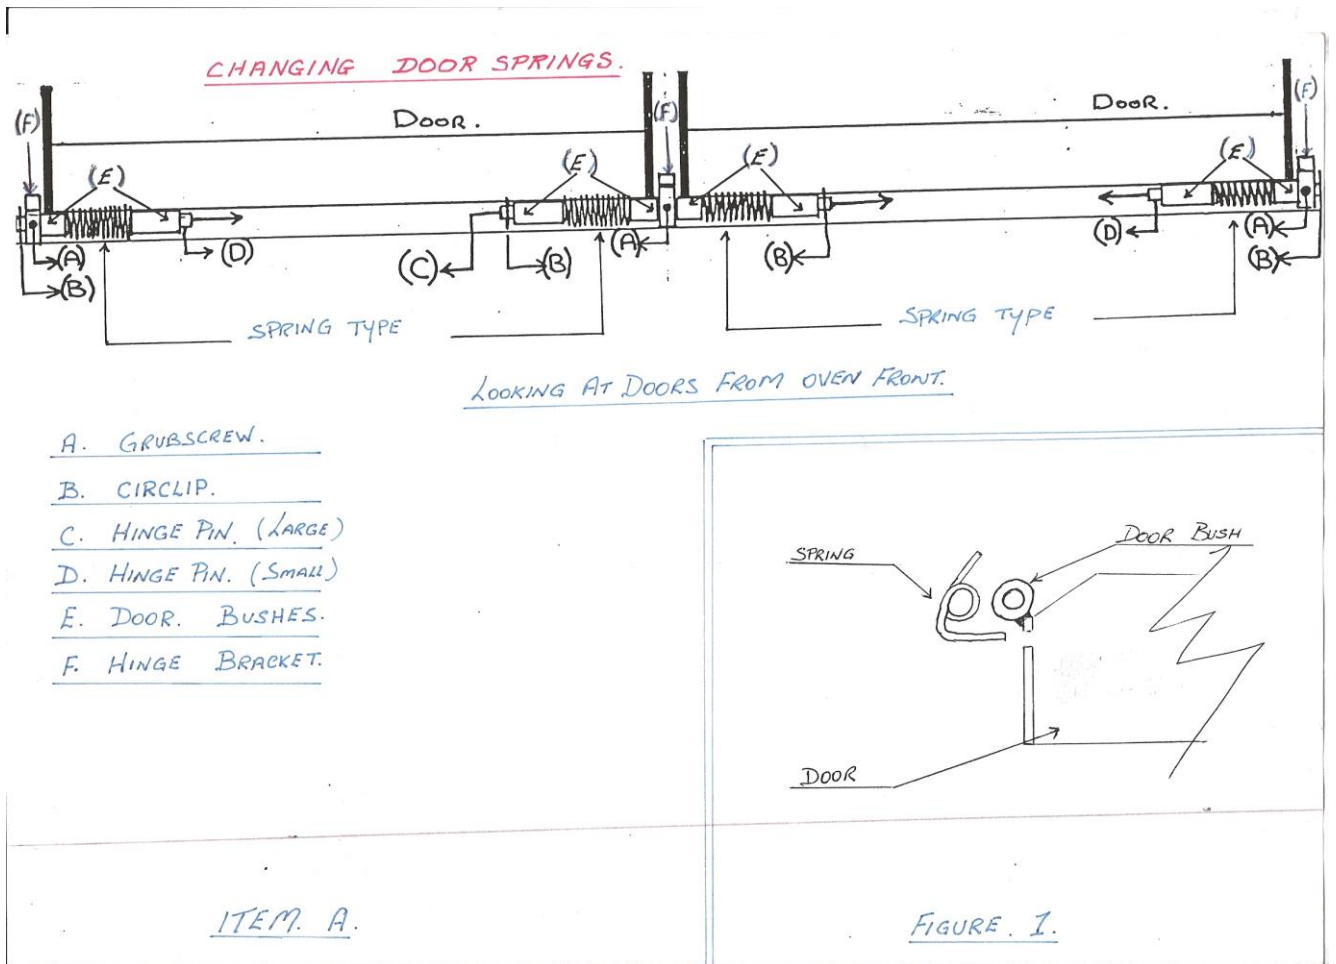 CHANGING DOOR SPRINGS.
DOOR.
DOOR.
(F)
(F)
(F)
(E)
(E)
(E)
(E)
(A)
(B)
(D)
(C)
(B)
(A)
(B)
(D)
(A)
(B)
SPRING TYPE
SPRING TYPE
LOOKING AT DOORS FROM OVEN FRONT.
A. GRUBSCREW.
B. CIRCLIP.
C. HINGE PIN. (LARGE)
D. HINGE PIN. (SMALL)
E. DOOR. BUSHES.
F. HINGE BRACKET.
SPRING
DOOR BUSH
DOOR
ITEM. A.
FIGURE. 1.